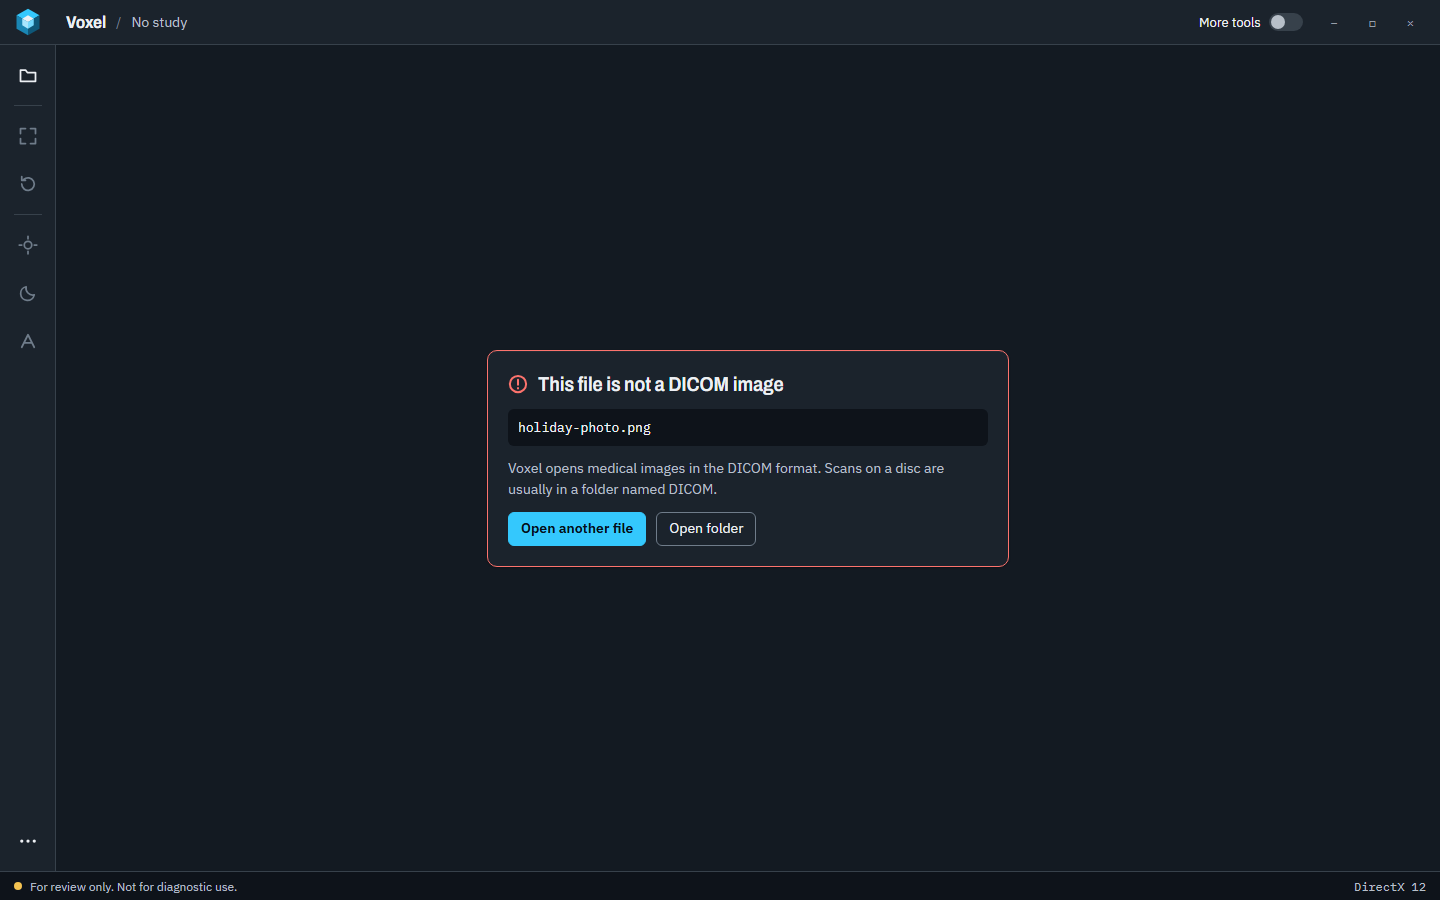 Voxel / No study
More tools
This file is not a DICOM image
holiday-photo.png
Voxel opens medical images in the DICOM format. Scans on a disc are
usually in a folder named DICOM.
Open another file
Open folder
For review only. Not for diagnostic use.
DirectX 12